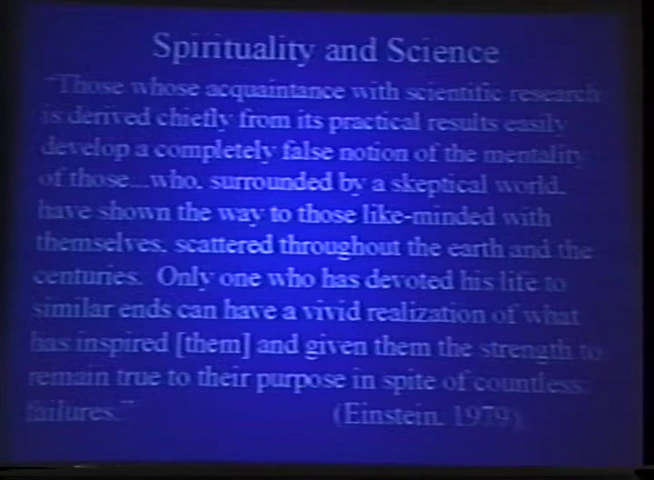 Spirituality and Science
"Those whose acquaintance with scientific research
is derived chiefly from its practical results easily
develop a completely false notion of the mentality
of those...who, surrounded by a skeptical world,
have shown the way to those like-minded with
themselves, scattered throughout the earth and the
centuries. Only one who has devoted his life to
similar ends can have a vivid realization of what
has inspired [them] and given them the strength to
remain true to their purpose in spite of countless
failures." (Einstein, 1979)